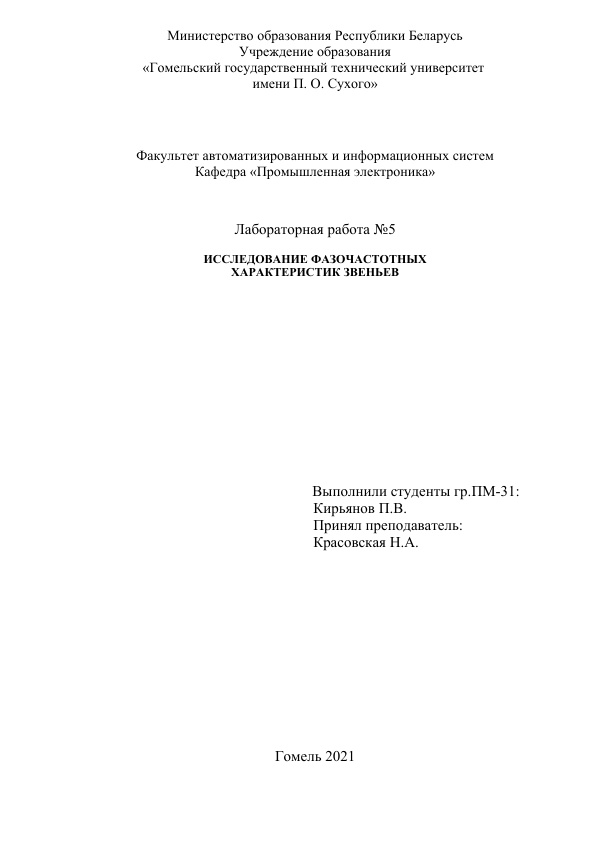 Министерство образования Республики Беларусь
Учреждение образования
«Гомельский государственный технический университет
имени П. О. Сухого»
Факультет автоматизированных и информационных систем
Кафедра «Промышленная электроника»
Лабораторная работа №5
ИССЛЕДОВАНИЕ ФАЗОЧАСТОТНЫХ
ХАРАКТЕРИСТИК ЗВЕНЬЕВ
Выполнили студенты гр.ПМ-31:
Кирьянов П.В.
Принял преподаватель:
Красовская Н.А.
Гомель 2021